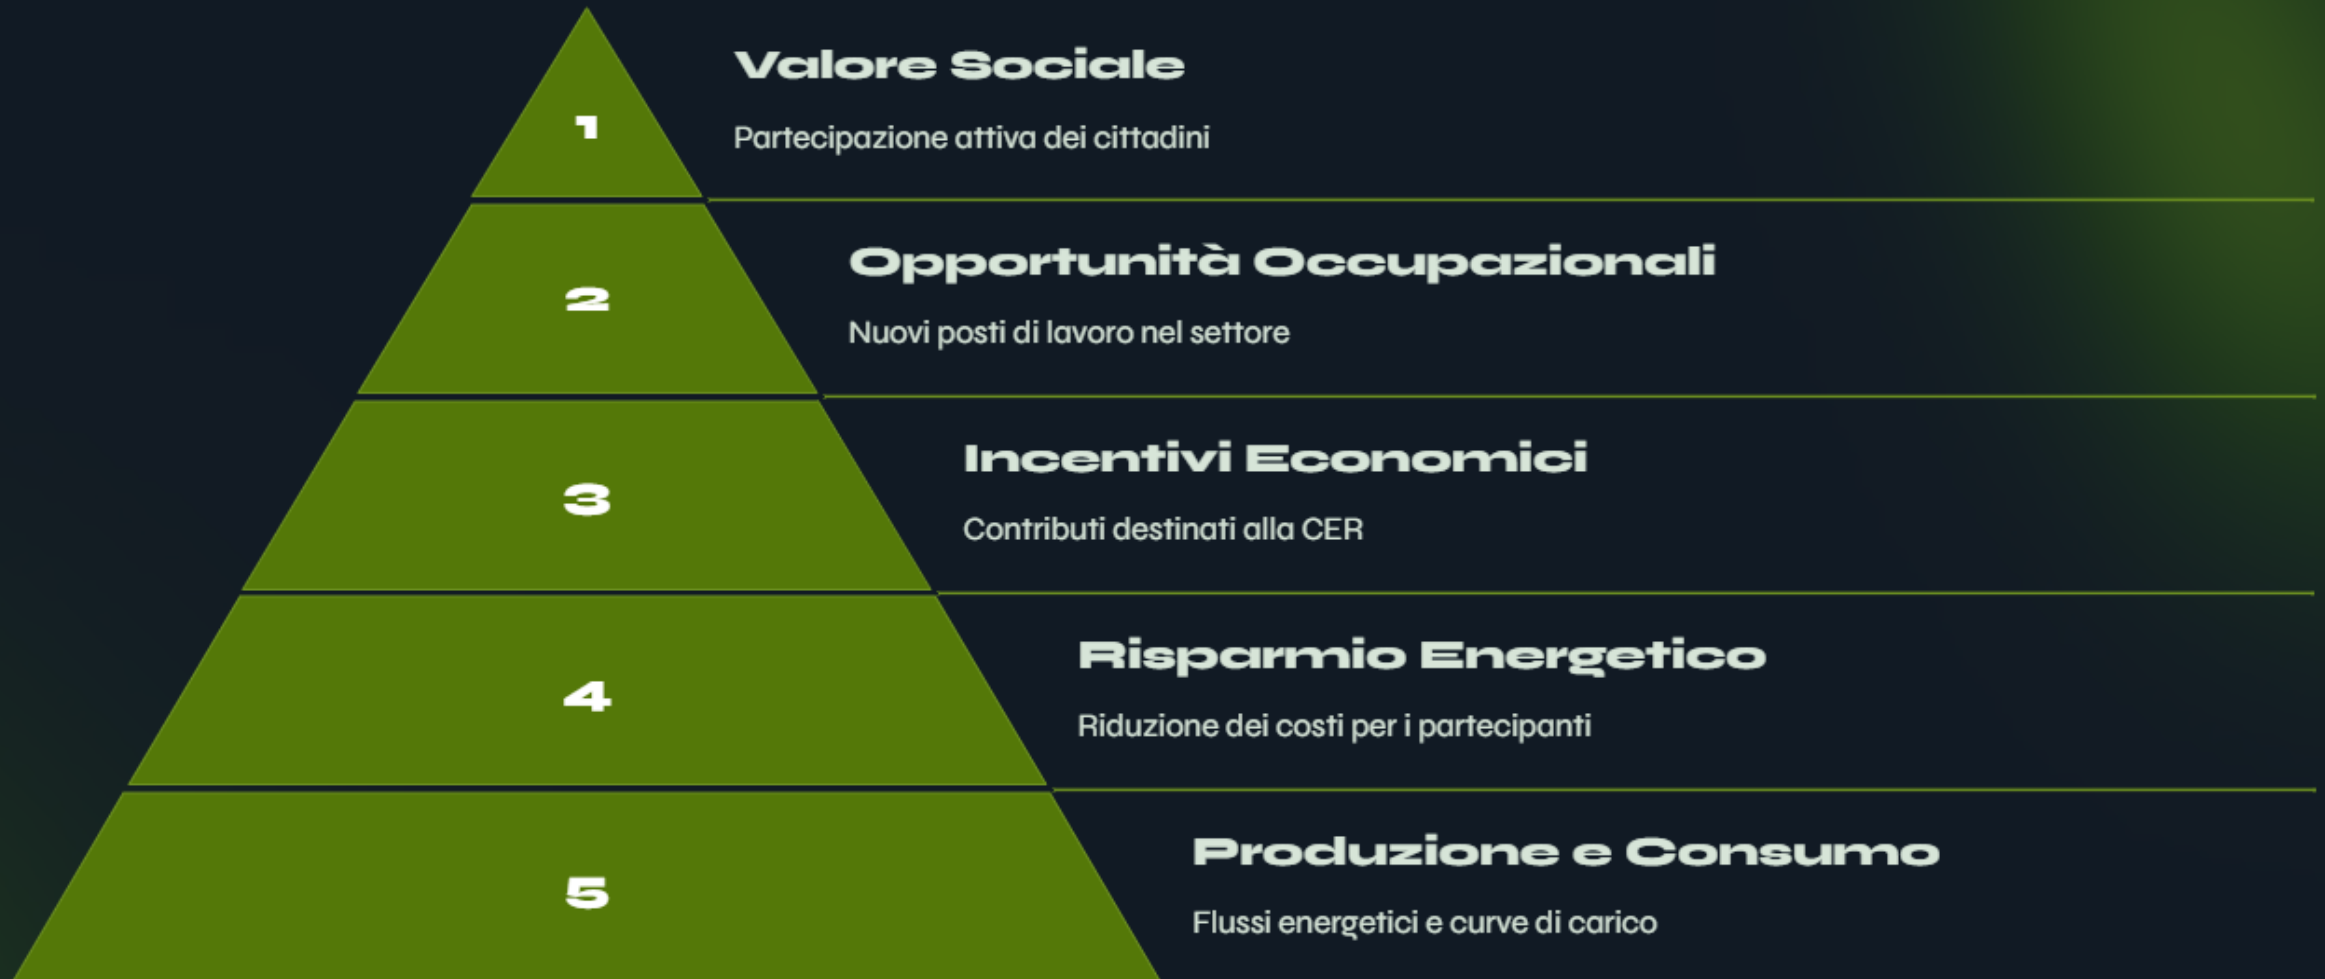 1
Valore Sociale
Partecipazione attiva dei cittadini
2
Opportunità Occupazionali
Nuovi posti di lavoro nel settore
3
Incentivi Economici
Contributi destinati alla CER
4
Risparmio Energetico
Riduzione dei costi per i partecipanti
5
Produzione e Consumo
Flussi energetici e curve di carico